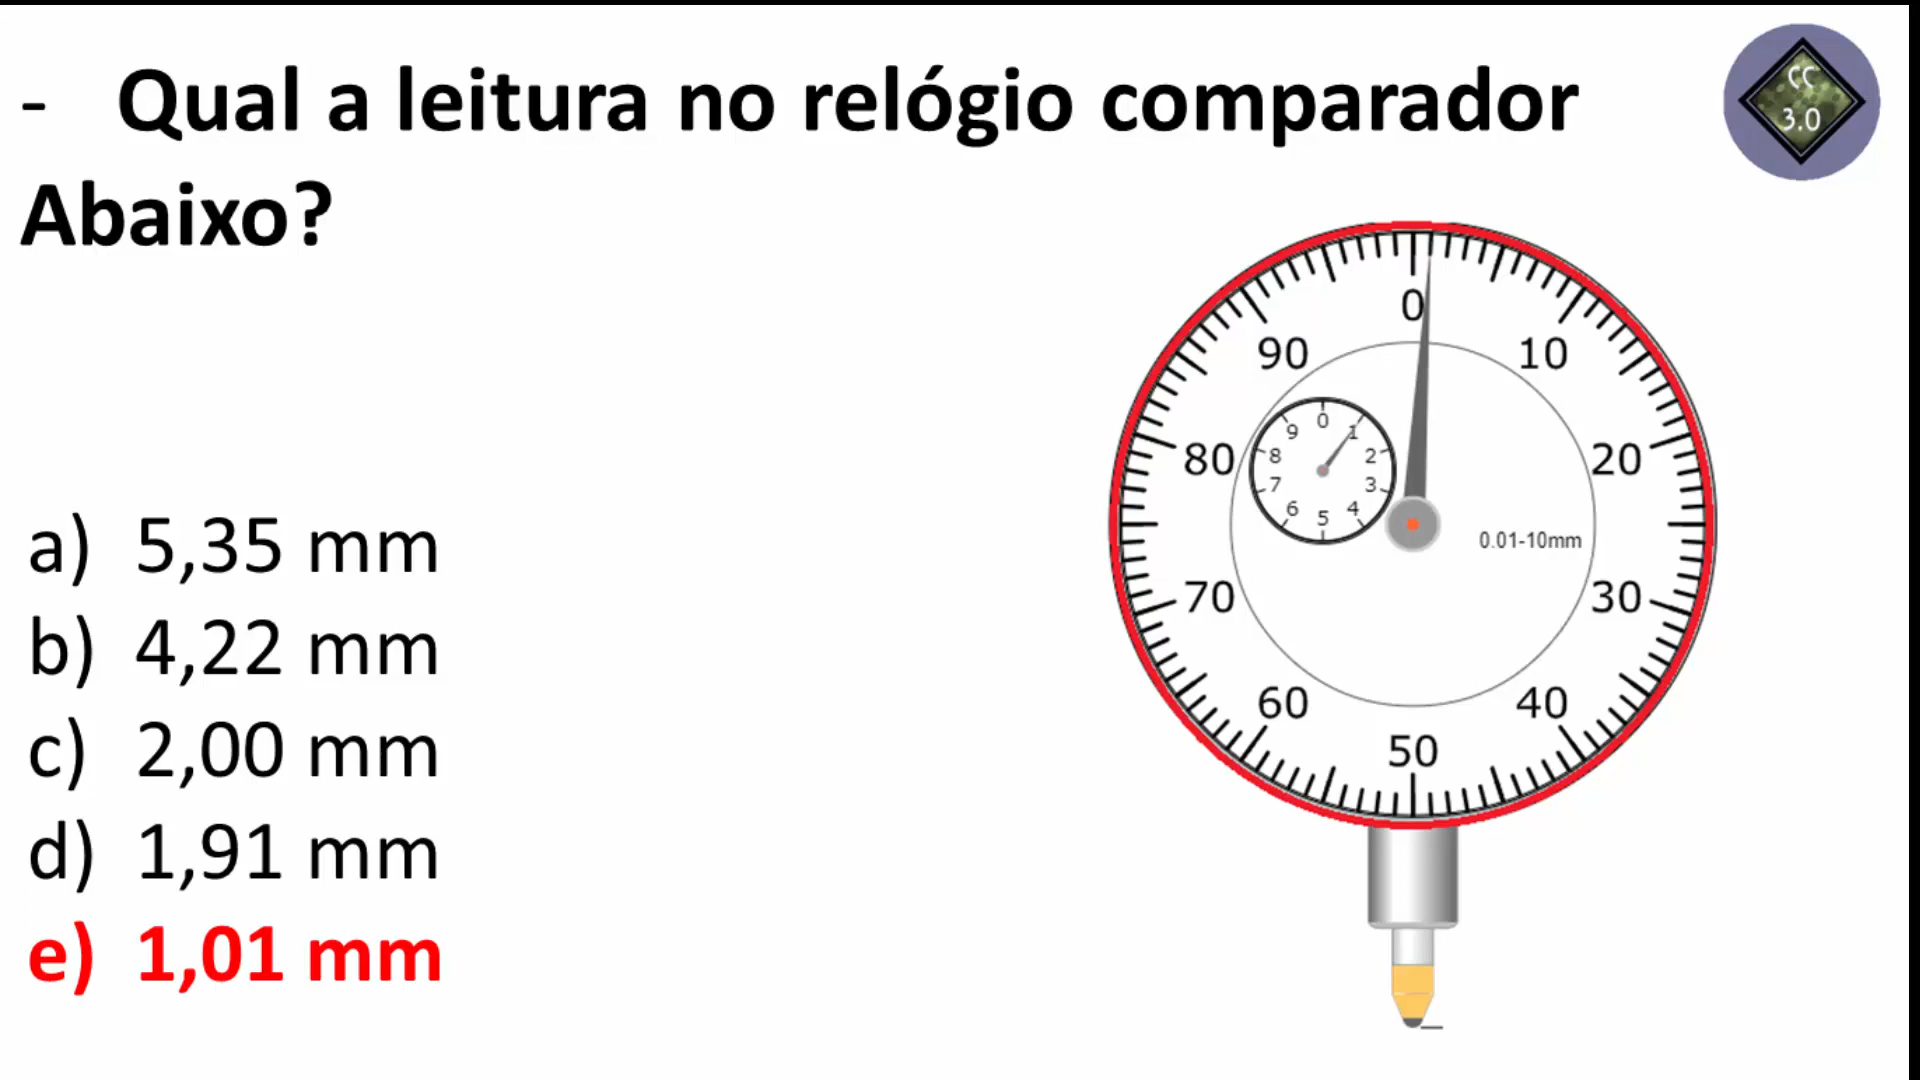 - Qual a leitura no relógio comparador
Abaixo?
CC
3.0
a) 5,35 mm
b) 4,22 mm
c) 2,00 mm
d) 1,91 mm
e) 1,01 mm
0
10
20
30
40
50
60
70
80
90
0
1
2
3
4
5
6
7
8
9
0.01-10mm